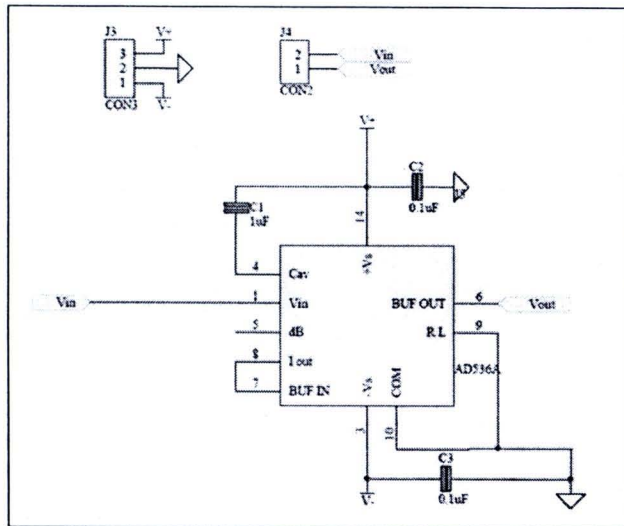 J3
V+
3
2
1
CON3
V-
J4
2
Vin
1
Vout
CON2
V+
C2
0.1uF
C1
1uF
14
+Vs
4
Cav
1
Vin
Vin
5
dB
8
I out
7
BUF IN
BUF OUT
6
Vout
RL
9
AD536A
-Vs
COM
3
10
C3
0.1uF
V-